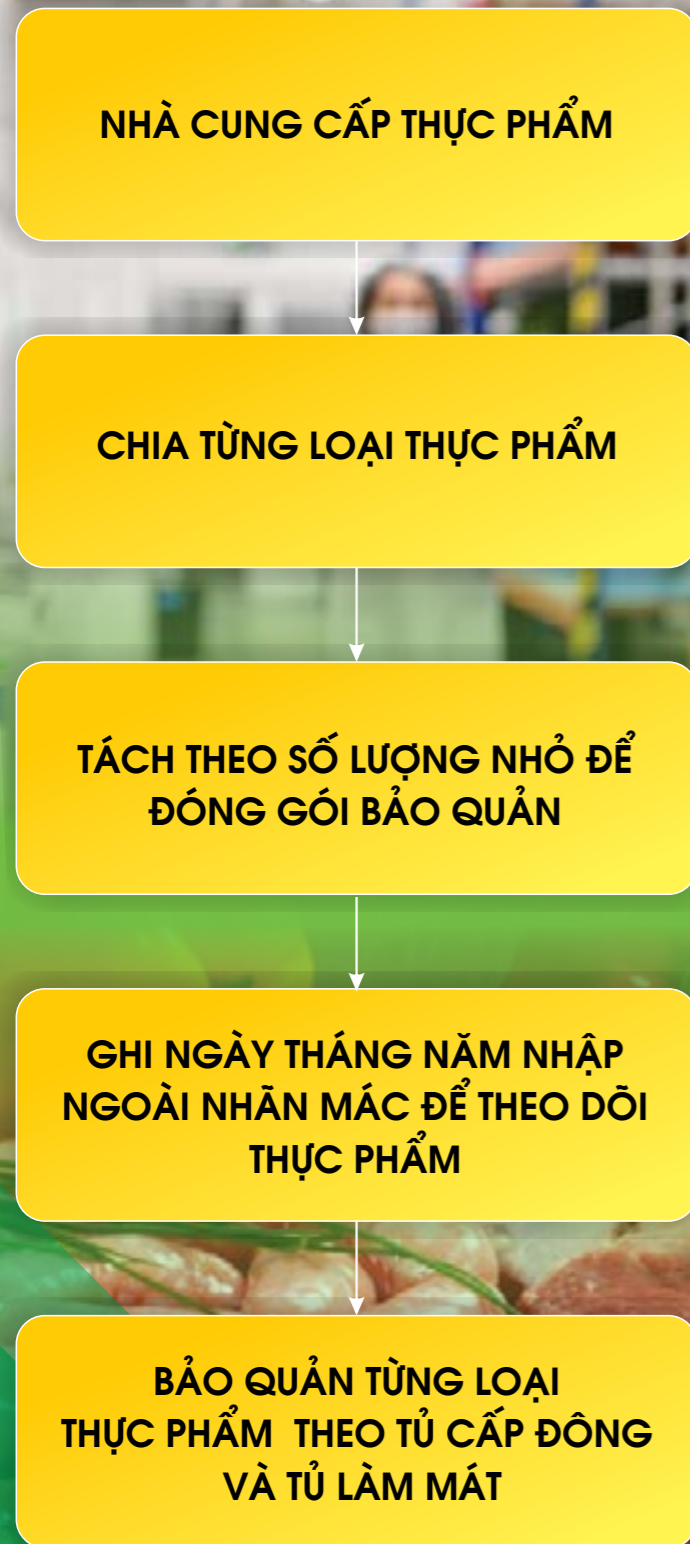 NHÀ CUNG CẤP THỰC PHẨM
CHIA TỪNG LOẠI THỰC PHẨM
TÁCH THEO SỐ LƯỢNG NHỎ ĐỂ
ĐÓNG GÓI BẢO QUẢN
GHI NGÀY THÁNG NĂM NHẬP
NGOÀI NHÃN MÁC ĐỂ THEO DÕI
THỰC PHẨM
BẢO QUẢN TỪNG LOẠI
THỰC PHẨM THEO TỦ CẤP ĐÔNG
VÀ TỦ LÀM MÁT